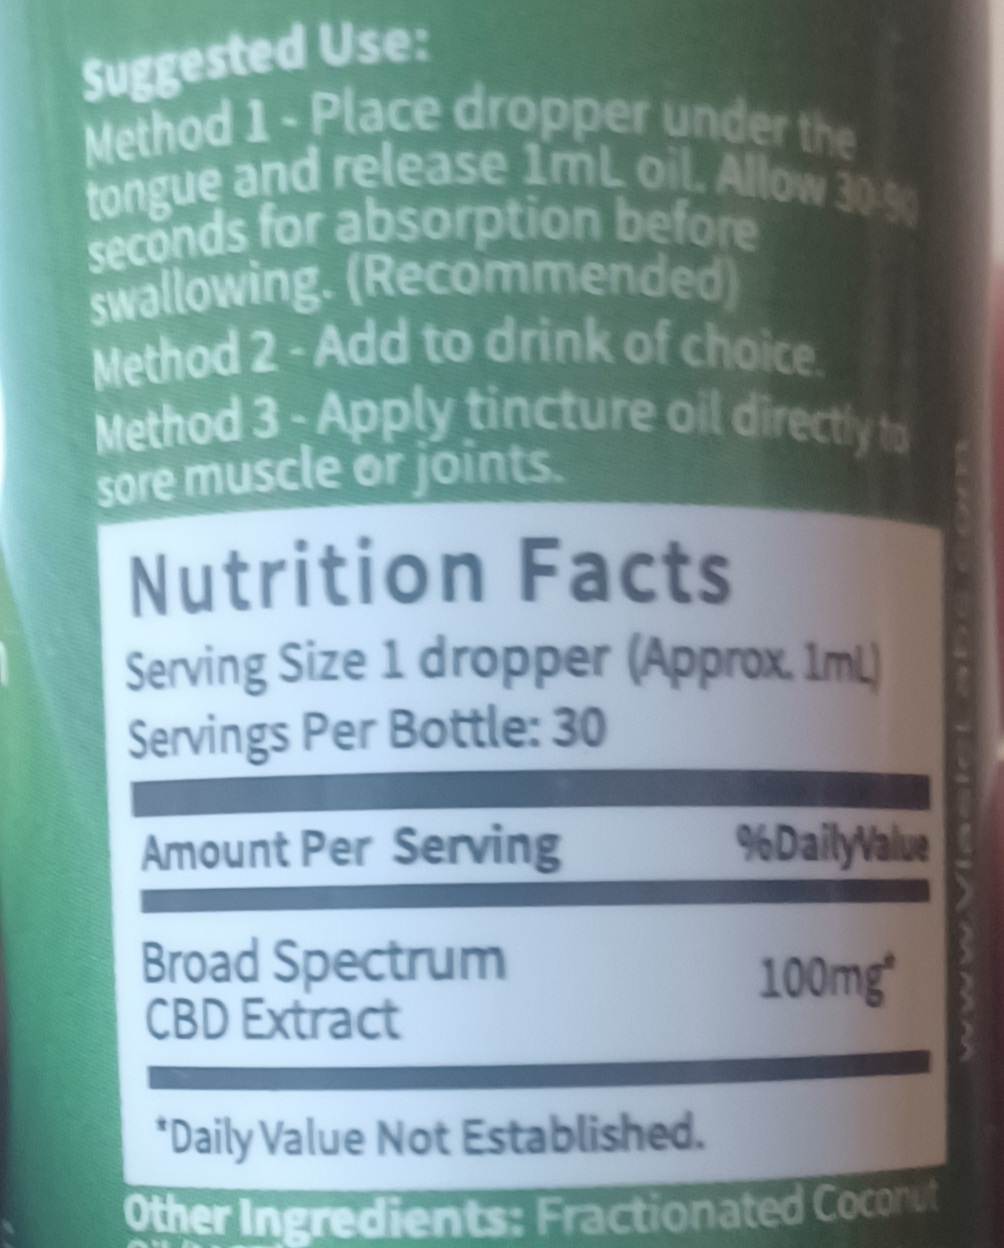 Suggested Use:
Method 1 - Place dropper under the
tongue and release 1mL oil. Allow 30-90
seconds for absorption before
swallowing. (Recommended)
Method 2 - Add to drink of choice.
Method 3 - Apply tincture oil directly to
sore muscle or joints.
Nutrition Facts
Serving Size 1 dropper (Approx. 1mL)
Servings Per Bottle: 30
Amount Per Serving %DailyValue
Broad Spectrum
CBD Extract
100mg*
*Daily Value Not Established.
Other Ingredients: Fractionated Coconut